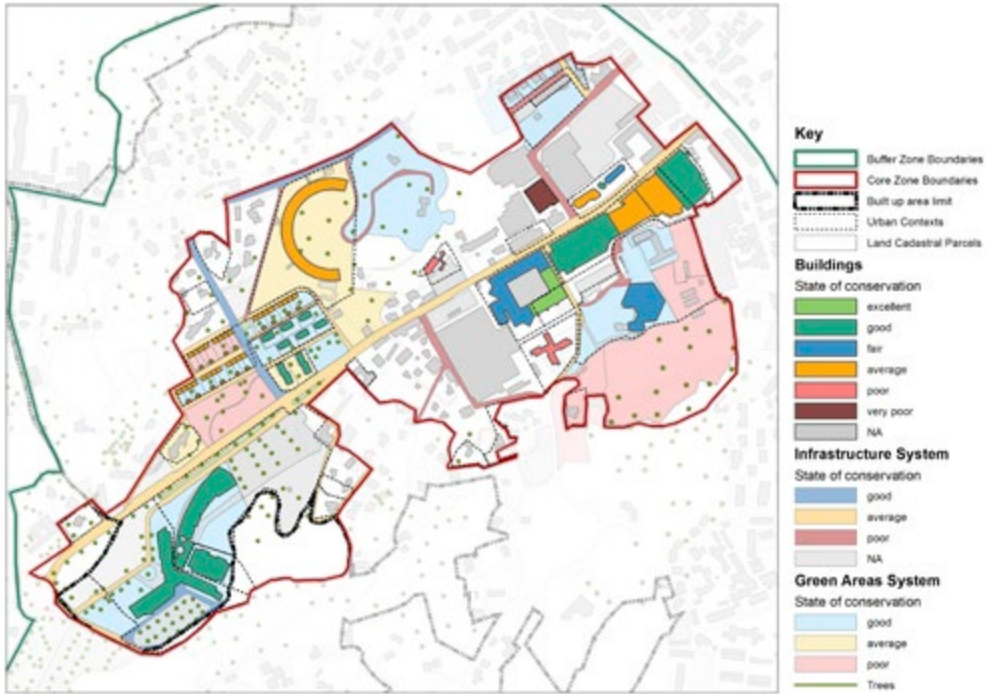 Key
Buffer Zone Boundaries
Core Zone Boundaries
Built up area limit
Urban Contexts
Land Cadastral Parcels
Buildings
State of conservation
excellent
good
fair
average
poor
very poor
NA
Infrastructure System
State of conservation
good
average
poor
NA
Green Areas System
State of conservation
good
average
poor
Trees